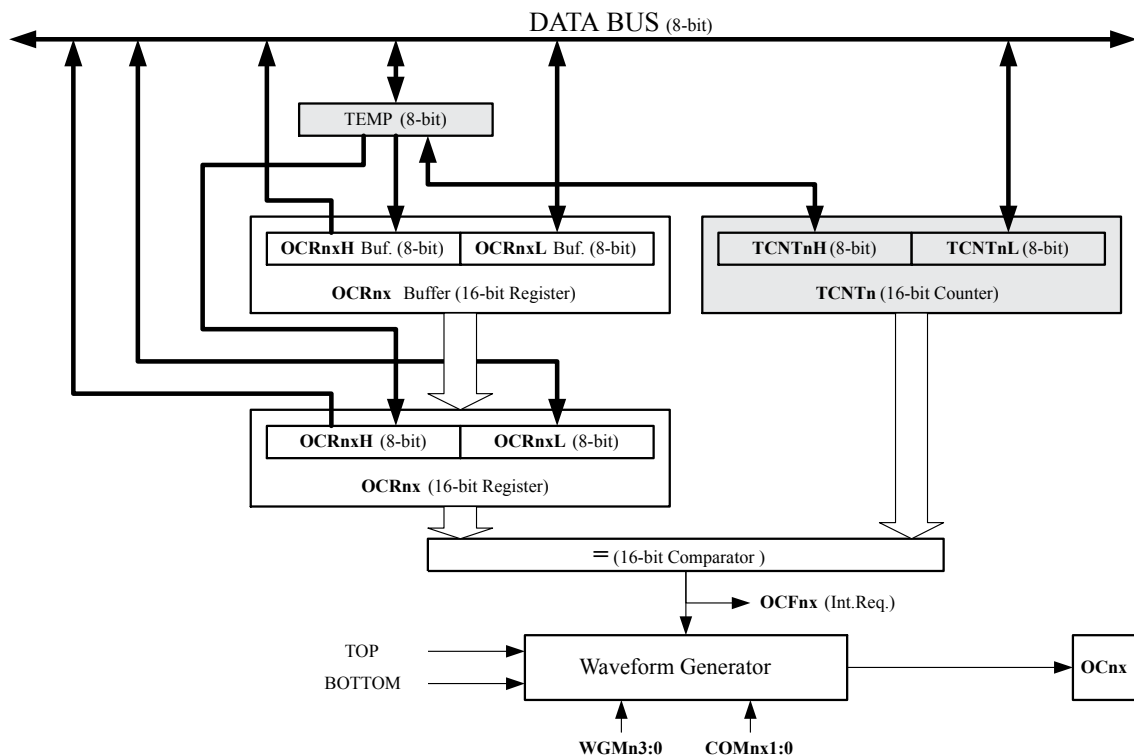 DATA BUS (8-bit)
TEMP (8-bit)
OCRnxH Buf. (8-bit) OCRnxL Buf. (8-bit)
OCRnx Buffer (16-bit Register)
TCNTnH (8-bit) TCNTnL (8-bit)
TCNTn (16-bit Counter)
OCRnxH (8-bit) OCRnxL (8-bit)
OCRnx (16-bit Register)
= (16-bit Comparator )
OCFnx (Int.Req.)
TOP
BOTTOM
Waveform Generator
OCnx
WGMn3:0 COMnx1:0